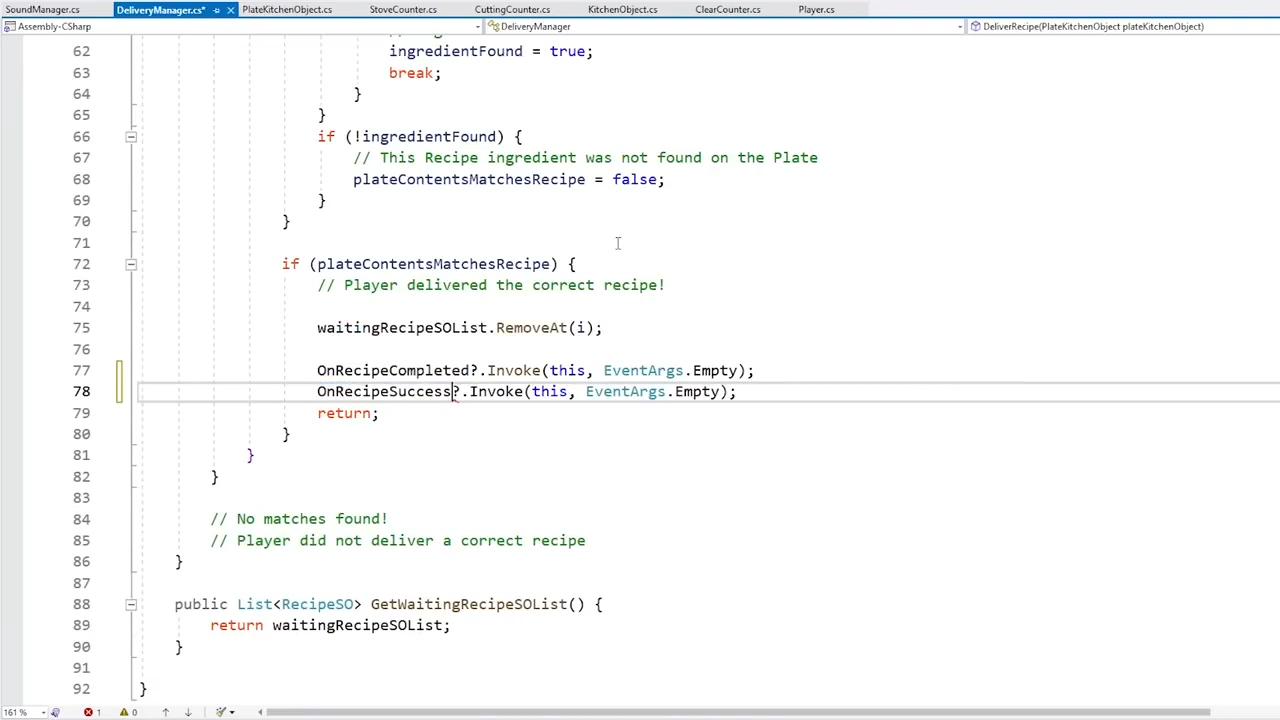 SoundManager.cs
DeliveryManager.cs*
PlateKitchenObject.cs
StoveCounter.cs
CuttingCounter.cs
KitchenObject.cs
ClearCounter.cs
Player.cs
Assembly-CSharp
DeliveryManager
DeliverRecipe(PlateKitchenObject plateKitchenObject)
62 ingredientFound = true;
63 break;
64 }
65 }
66 if (!ingredientFound) {
67 // This Recipe ingredient was not found on the Plate
68 plateContentsMatchesRecipe = false;
69 }
70 }
71
72 if (plateContentsMatchesRecipe) {
73 // Player delivered the correct recipe!
74
75 waitingRecipeSOList.RemoveAt(i);
76
77 OnRecipeCompleted?.Invoke(this, EventArgs.Empty);
78 OnRecipeSuccess?.Invoke(this, EventArgs.Empty);
79 return;
80 }
81 }
82 }
83
84 // No matches found!
85 // Player did not deliver a correct recipe
86 }
87
88 public List<RecipeSO> GetWaitingRecipeSOList() {
89 return waitingRecipeSOList;
90 }
91
92 }
161 %
1
0